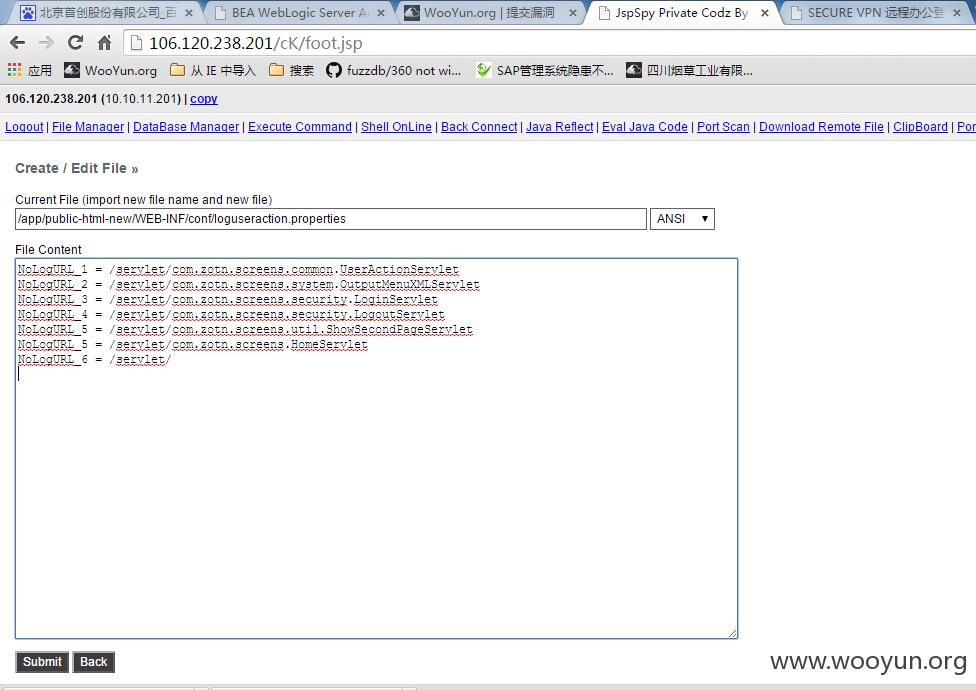 北京首创股份有限公司_百
BEA WebLogic Server A
WooYun.org | 提交漏洞
JspSpy Private Codz By
SECURE VPN 远程办公登
106.120.238.201/cK/foot.jsp
应用
WooYun.org
从 IE 中导入
搜索
fuzzdb/360 not wi...
SAP管理系统隐患不...
四川烟草工业有限...
106.120.238.201 (10.10.11.201) | copy
Logout | File Manager | DataBase Manager | Execute Command | Shell OnLine | Back Connect | Java Reflect | Eval Java Code | Port Scan | Download Remote File | ClipBoard | Por
Create / Edit File »
Current File (import new file name and new file)
/app/public-html-new/WEB-INF/conf/loguseraction.properties
ANSI
File Content
NoLogURL_1 = /servlet/com.zotn.screens.common.UserActionServlet
NoLogURL_2 = /servlet/com.zotn.screens.system.OutputMenuXMLServlet
NoLogURL_3 = /servlet/com.zotn.screens.security.LoginServlet
NoLogURL_4 = /servlet/com.zotn.screens.security.LogoutServlet
NoLogURL_5 = /servlet/com.zotn.screens.util.ShowSecondPageServlet
NoLogURL_5 = /servlet/com.zotn.screens.HomeServlet
NoLogURL_6 = /servlet/
Submit
Back
www.wooyun.org